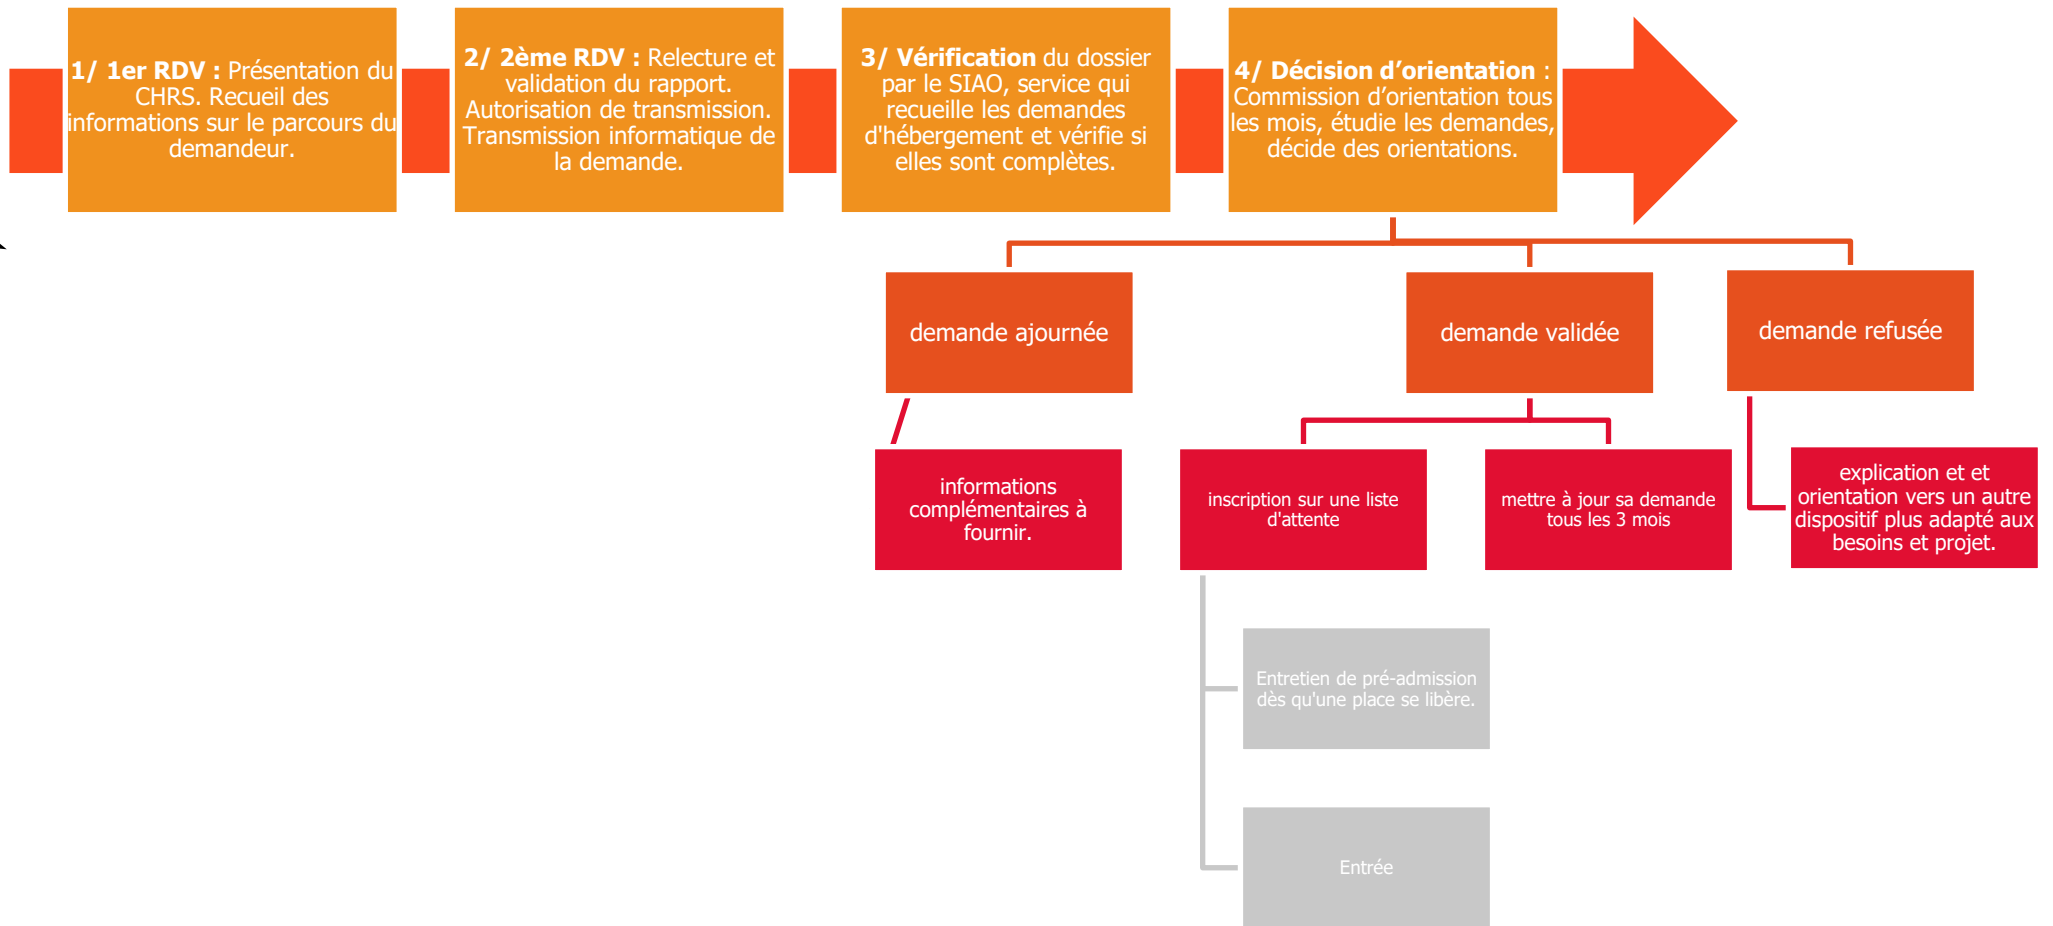 1/ 1er RDV : Présentation du
CHRS. Recueil des
informations sur le parcours du
demandeur.
2/ 2ème RDV : Relecture et
validation du rapport.
Autorisation de transmission.
Transmission informatique de
la demande.
3/ Vérification du dossier
par le SIAO, service qui
recueille les demandes
d'hébergement et vérifie si
elles sont complètes.
4/ Décision d’orientation :
Commission d’orientation tous
les mois, étudie les demandes,
décide des orientations.
demande ajournée
demande validée
demande refusée
informations
complémentaires à
fournir.
inscription sur une liste
d'attente
mettre à jour sa demande
tous les 3 mois
explication et et
orientation vers un autre
dispositif plus adapté aux
besoins et projet.
Entretien de pré-admission
dès qu'une place se libère.
Entrée